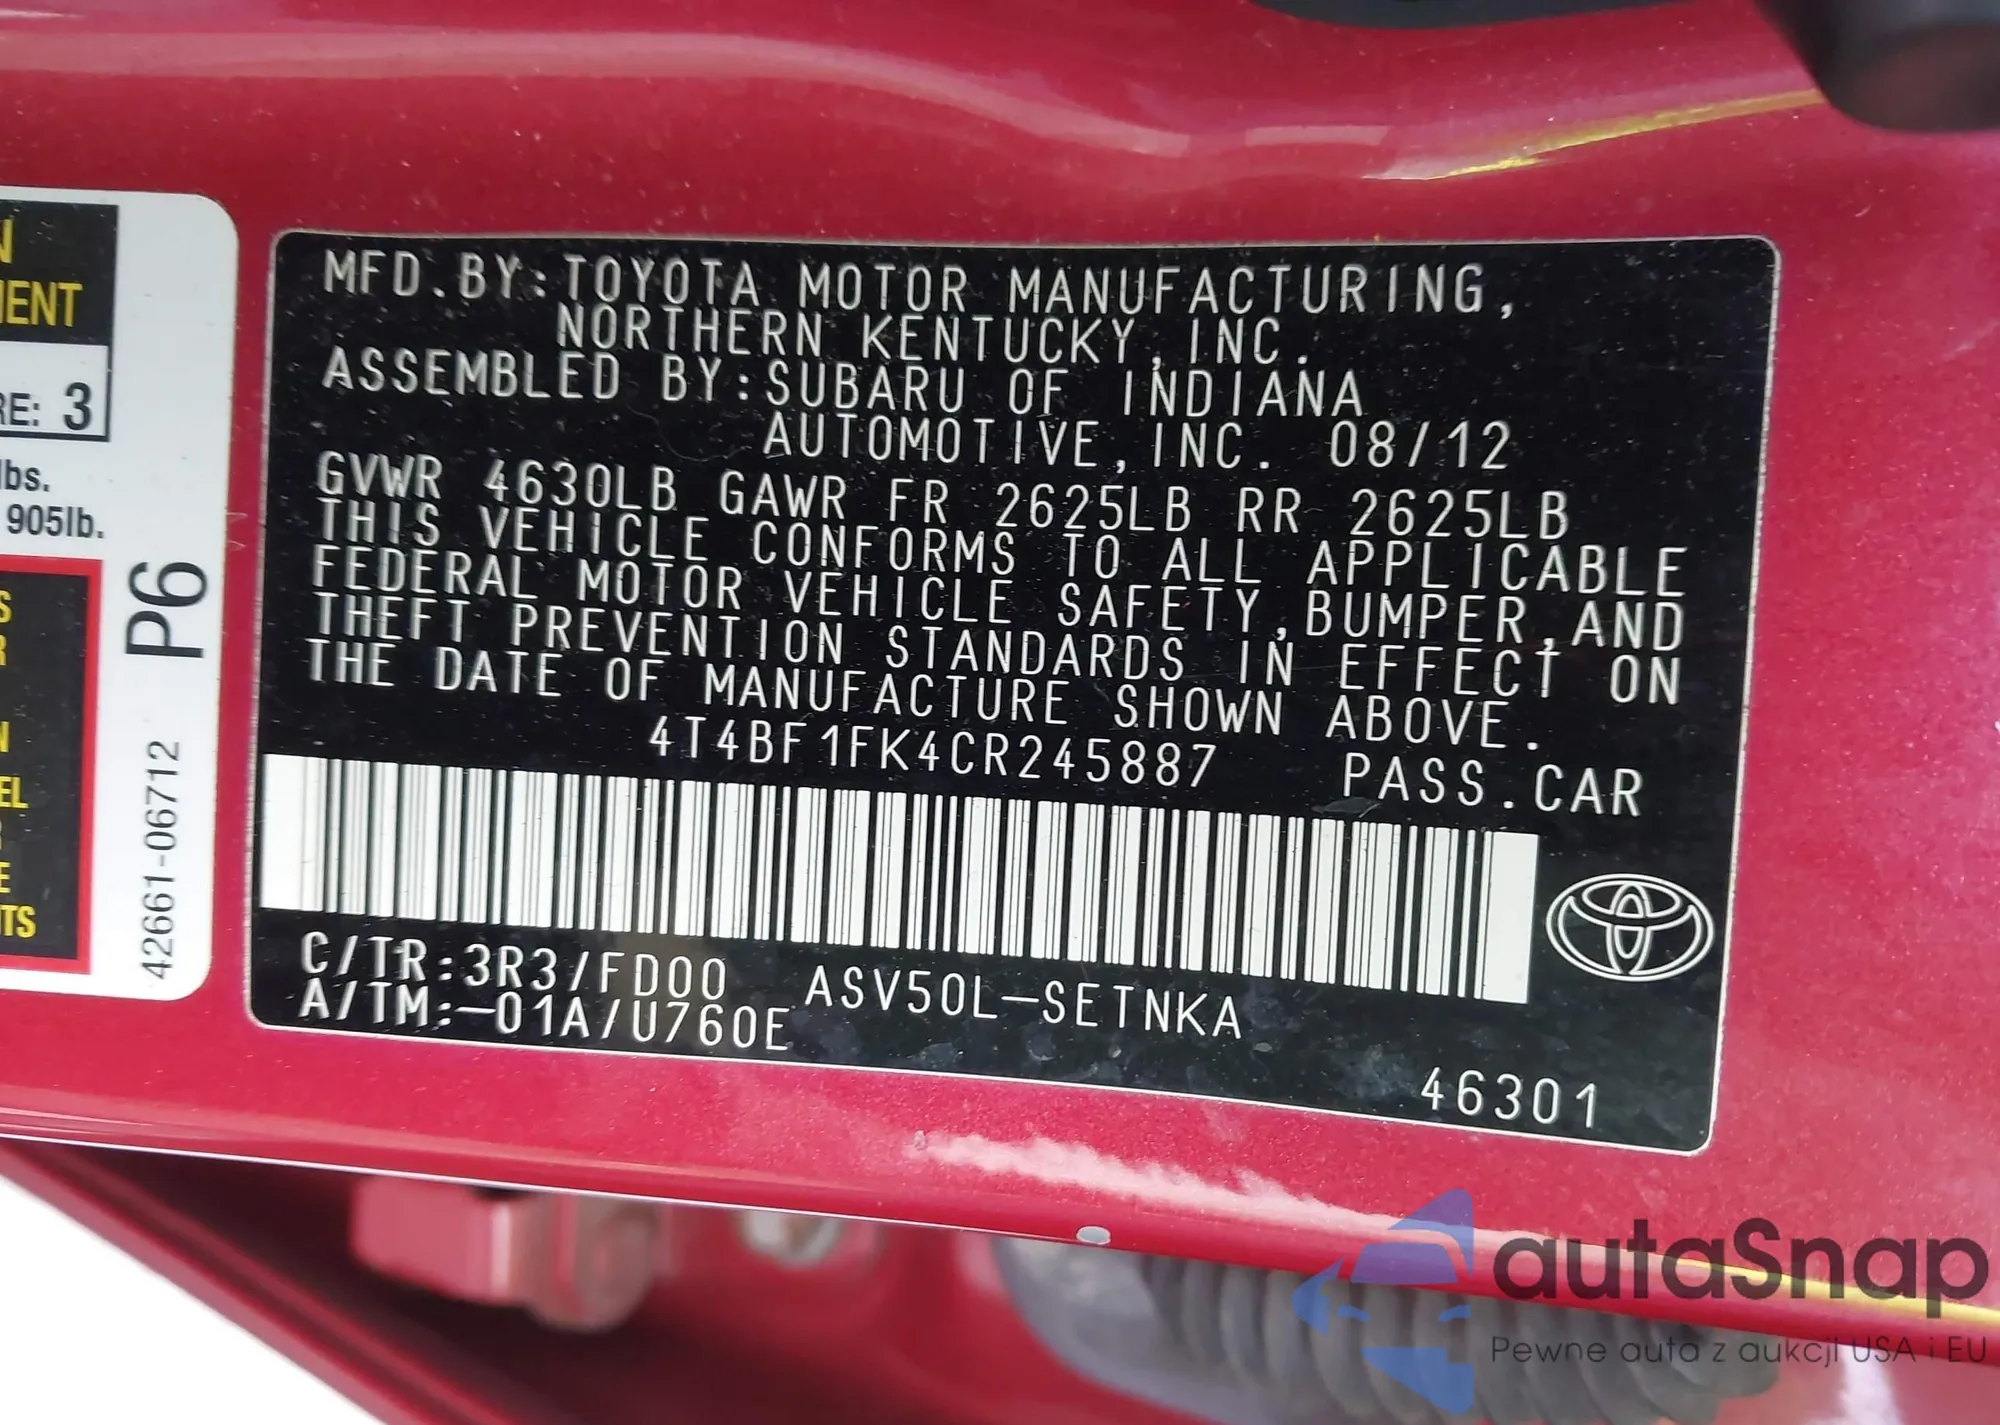 N
MENT
RE: 3
lbs.
905lb.
S
R
N
EL
E
TS
P6
42661-06712
MFD.BY:TOYOTA MOTOR MANUFACTURING,
NORTHERN KENTUCKY,INC.
ASSEMBLED BY:SUBARU OF INDIANA
AUTOMOTIVE,INC. 08/12
GVWR 4630LB GAWR FR 2625LB RR 2625LB
THIS VEHICLE CONFORMS TO ALL APPLICABLE
FEDERAL MOTOR VEHICLE SAFETY,BUMPER,AND
THEFT PREVENTION STANDARDS IN EFFECT ON
THE DATE OF MANUFACTURE SHOWN ABOVE.
4T4BF1FK4CR245887 PASS.CAR
C/TR:3R3/FD00 ASV50L-SETNKA
A/TM:-01A/U760E
46301
autaSnap
Pewne auta z aukcji USA i EU